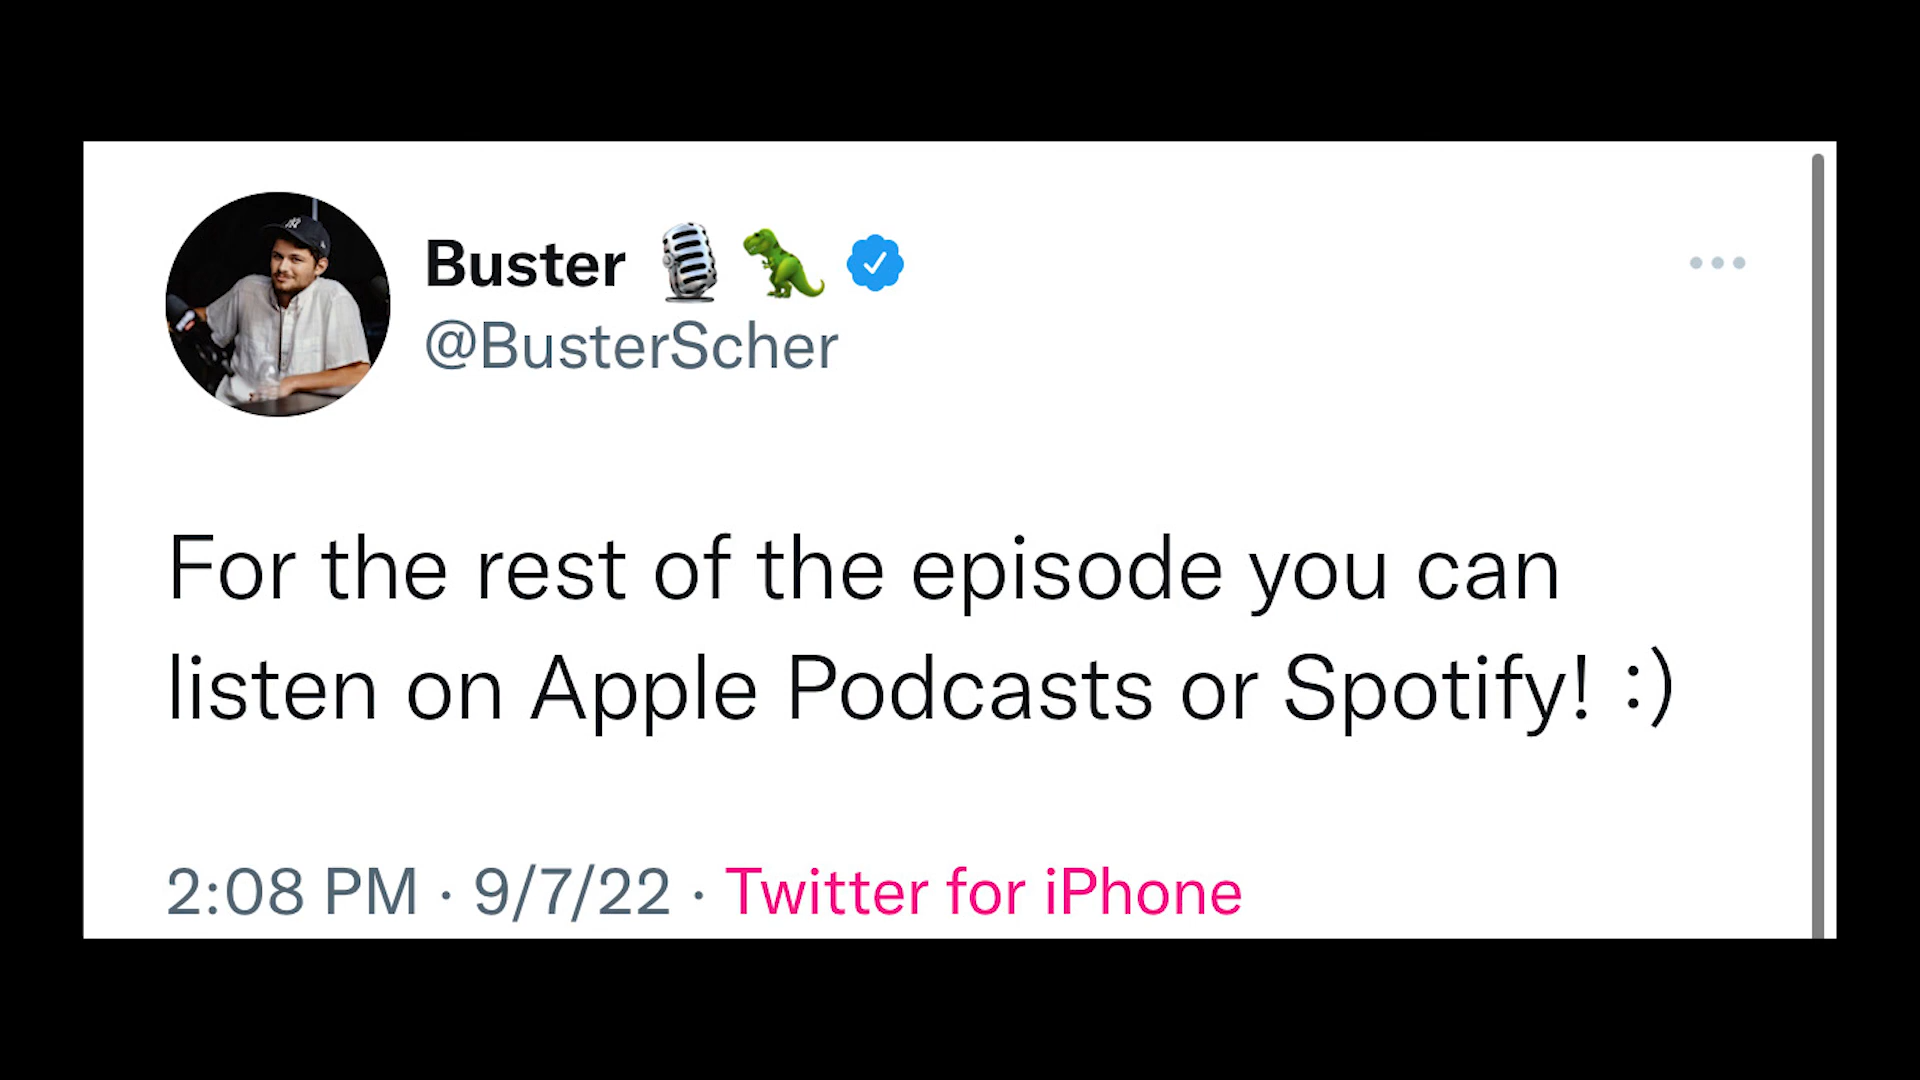 Buster 🎙️ 🦖
@BusterScher
For the rest of the episode you can
listen on Apple Podcasts or Spotify! :)
2:08 PM · 9/7/22 · Twitter for iPhone